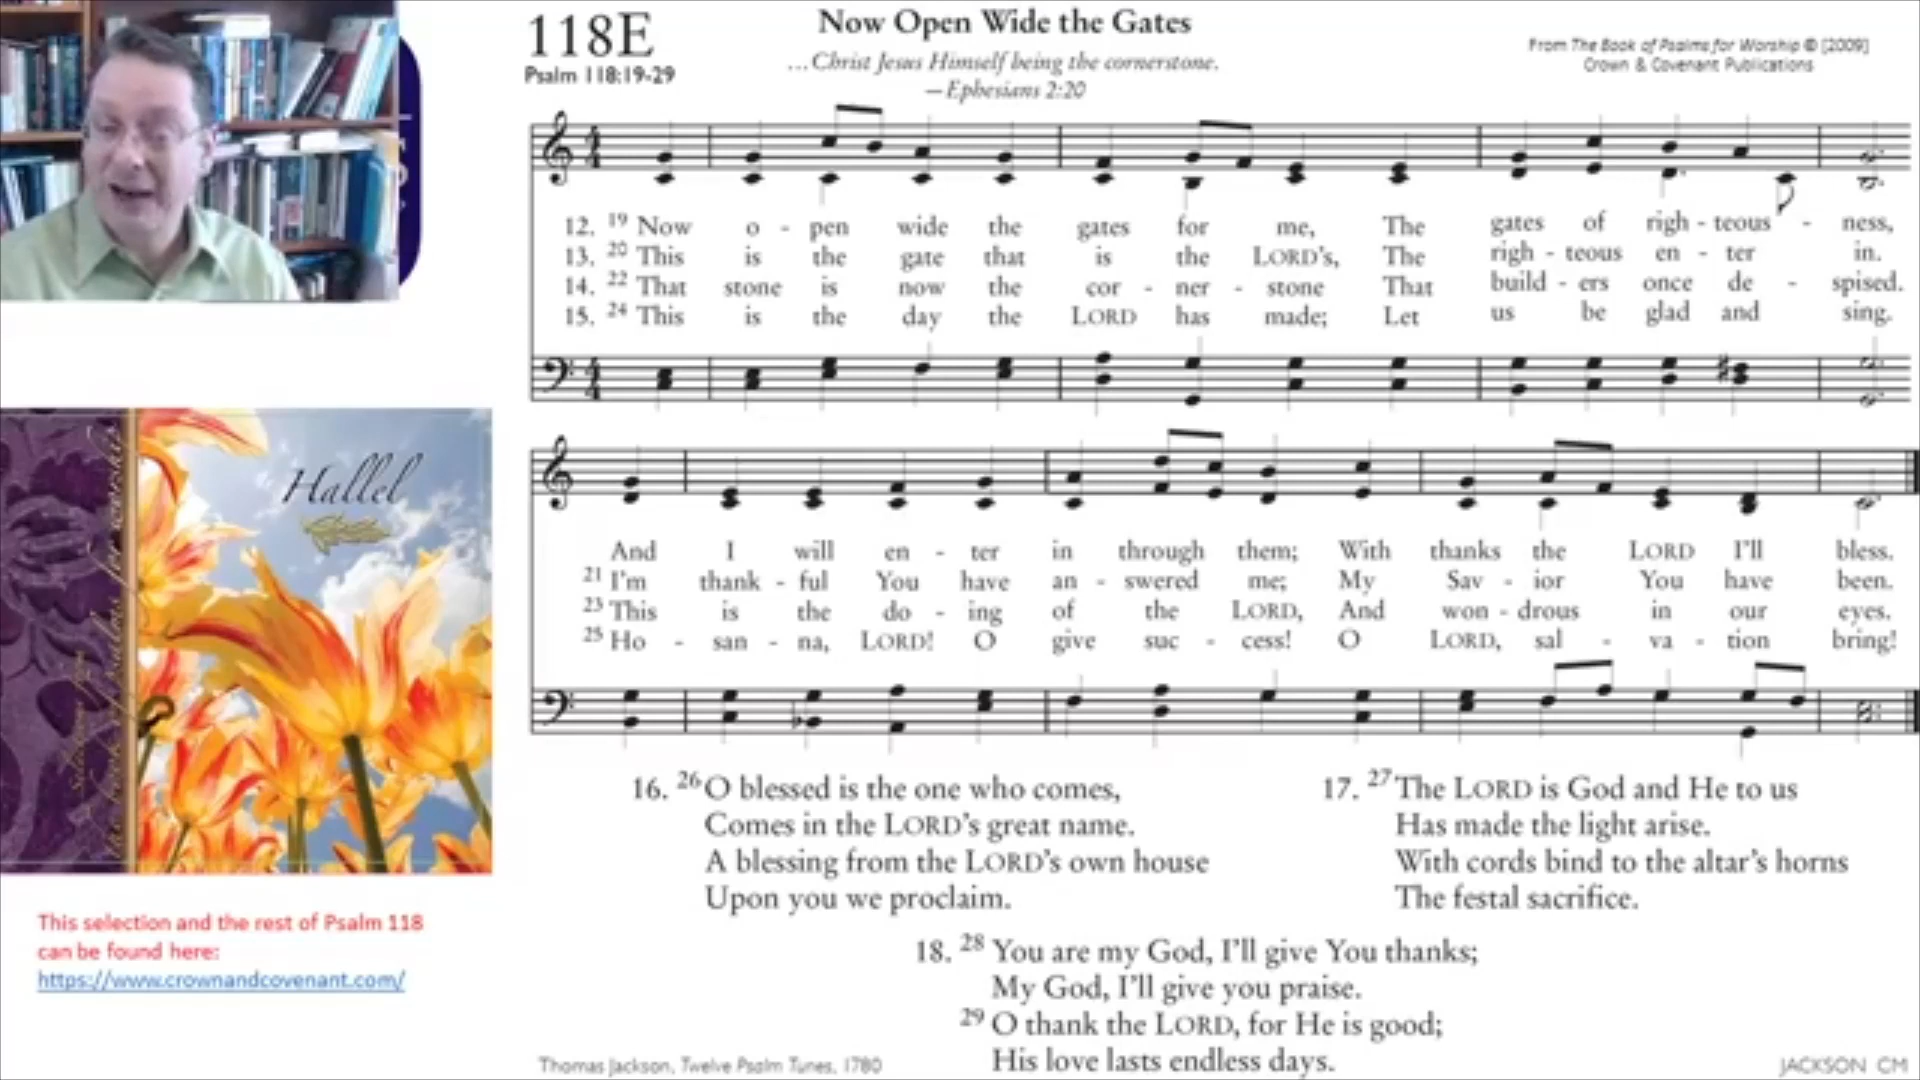 118E
Psalm 118:19-29
Now Open Wide the Gates
...Christ Jesus Himself being the cornerstone.
—Ephesians 2:20
From The Book of Psalms for Worship © [2009]
Crown & Covenant Publications
12. 19 Now o - pen wide the gates for me, The gates of righ - teous - ness,
13. 20 This is the gate that is the LORD'S, The righ - teous en - ter in.
14. 22 That stone is now the cor - ner - stone That build - ers once de - spised.
15. 24 This is the day the LORD has made; Let us be glad and sing.
And I will en - ter in through them; With thanks the LORD I'll bless.
21 I'm thank - ful You have an - swered me; My Sav - ior You have been.
23 This is the do - ing of the LORD, And won - drous in our eyes.
25 Ho - san - na, LORD! O give suc - cess! O LORD, sal - va - tion bring!
16. 26 O blessed is the one who comes,
Comes in the LORD's great name.
A blessing from the LORD's own house
Upon you we proclaim.
17. 27 The LORD is God and He to us
Has made the light arise.
With cords bind to the altar's horns
The festal sacrifice.
18. 28 You are my God, I'll give You thanks;
My God, I'll give you praise.
29 O thank the LORD, for He is good;
His love lasts endless days.
Thomas Jackson, Twelve Psalm Tunes, 1780
JACKSON CM
Hallel
This selection and the rest of Psalm 118
can be found here:
https://www.crownandcovenant.com/